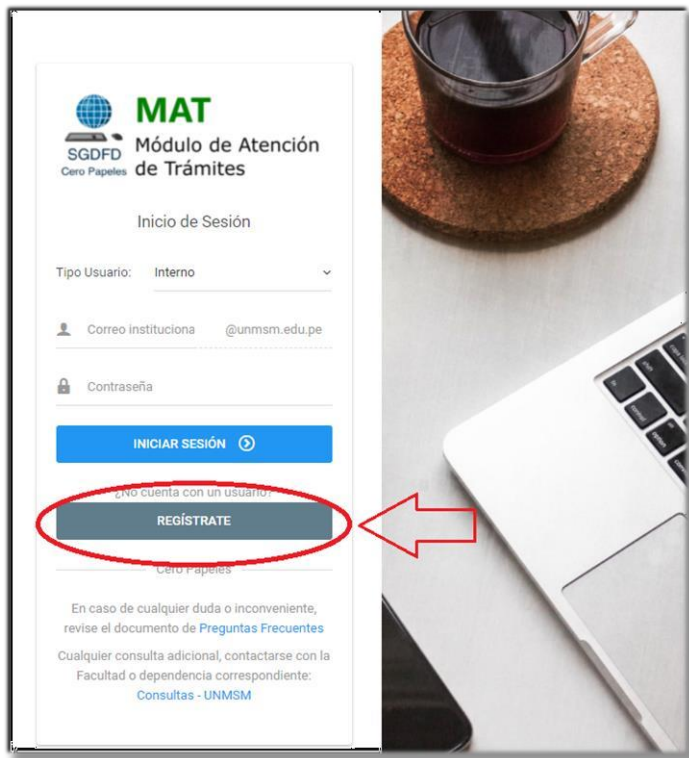 MAT
SGDFD
Cero Papeles
Módulo de Atención
de Trámites
Inicio de Sesión
Tipo Usuario: Interno
Correo instituciona @unmsm.edu.pe
Contraseña
INICIAR SESIÓN
¿No cuenta con un usuario?
REGÍSTRATE
Cero Papeles
En caso de cualquier duda o inconveniente,
revise el documento de Preguntas Frecuentes
Cualquier consulta adicional, contactarse con la
Facultad o dependencia correspondiente:
Consultas - UNMSM